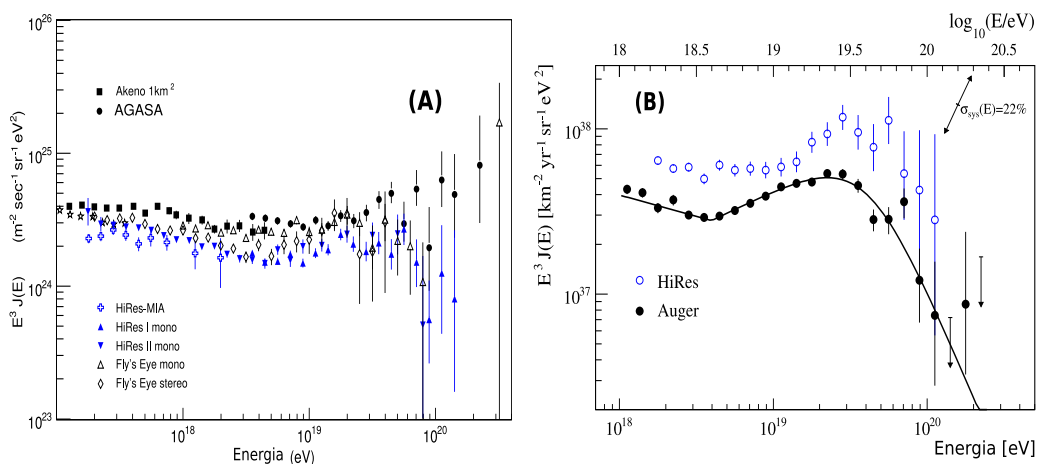 10^26
10^25
10^24
10^23
E^3 J(E) (m^-2 sec^-1 sr^-1 eV^2)
Akeno 1km^2
AGASA
(A)
HiRes-MIA
HiRes I mono
HiRes II mono
Fly's Eye mono
Fly's Eye stereo
10^18
10^19
10^20
Energia (eV)
log10(E/eV)
18
18.5
19
19.5
20
20.5
(B)
σsys(E)=22%
10^38
10^37
E^3 J(E) [km^-2 yr^-1 sr^-1 eV^2]
HiRes
Auger
10^18
10^19
10^20
Energia [eV]